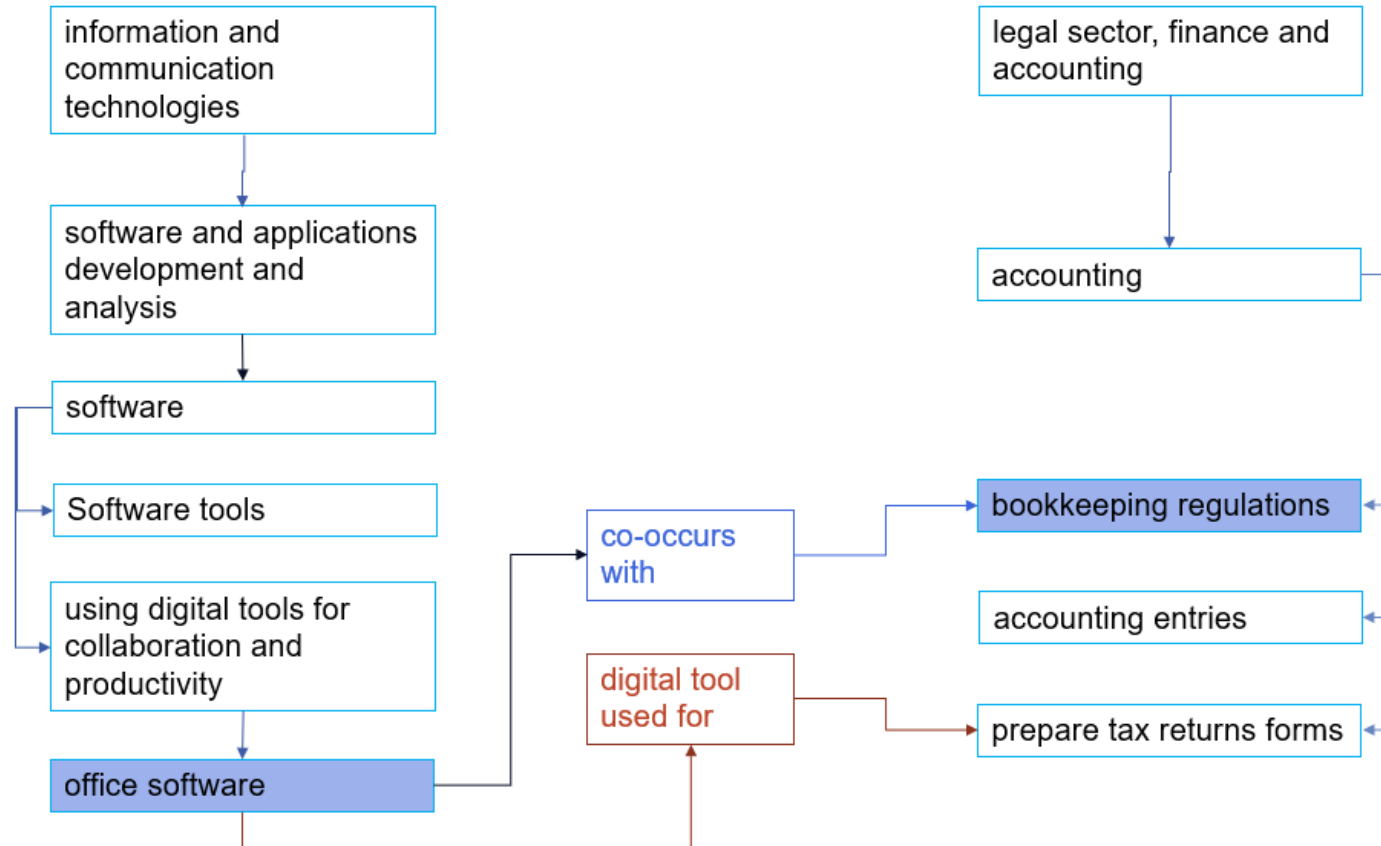 information and
communication
technologies
software and applications
development and
analysis
software
Software tools
using digital tools for
collaboration and
productivity
office software
co-occurs
with
digital tool
used for
legal sector, finance and
accounting
accounting
bookkeeping regulations
accounting entries
prepare tax returns forms